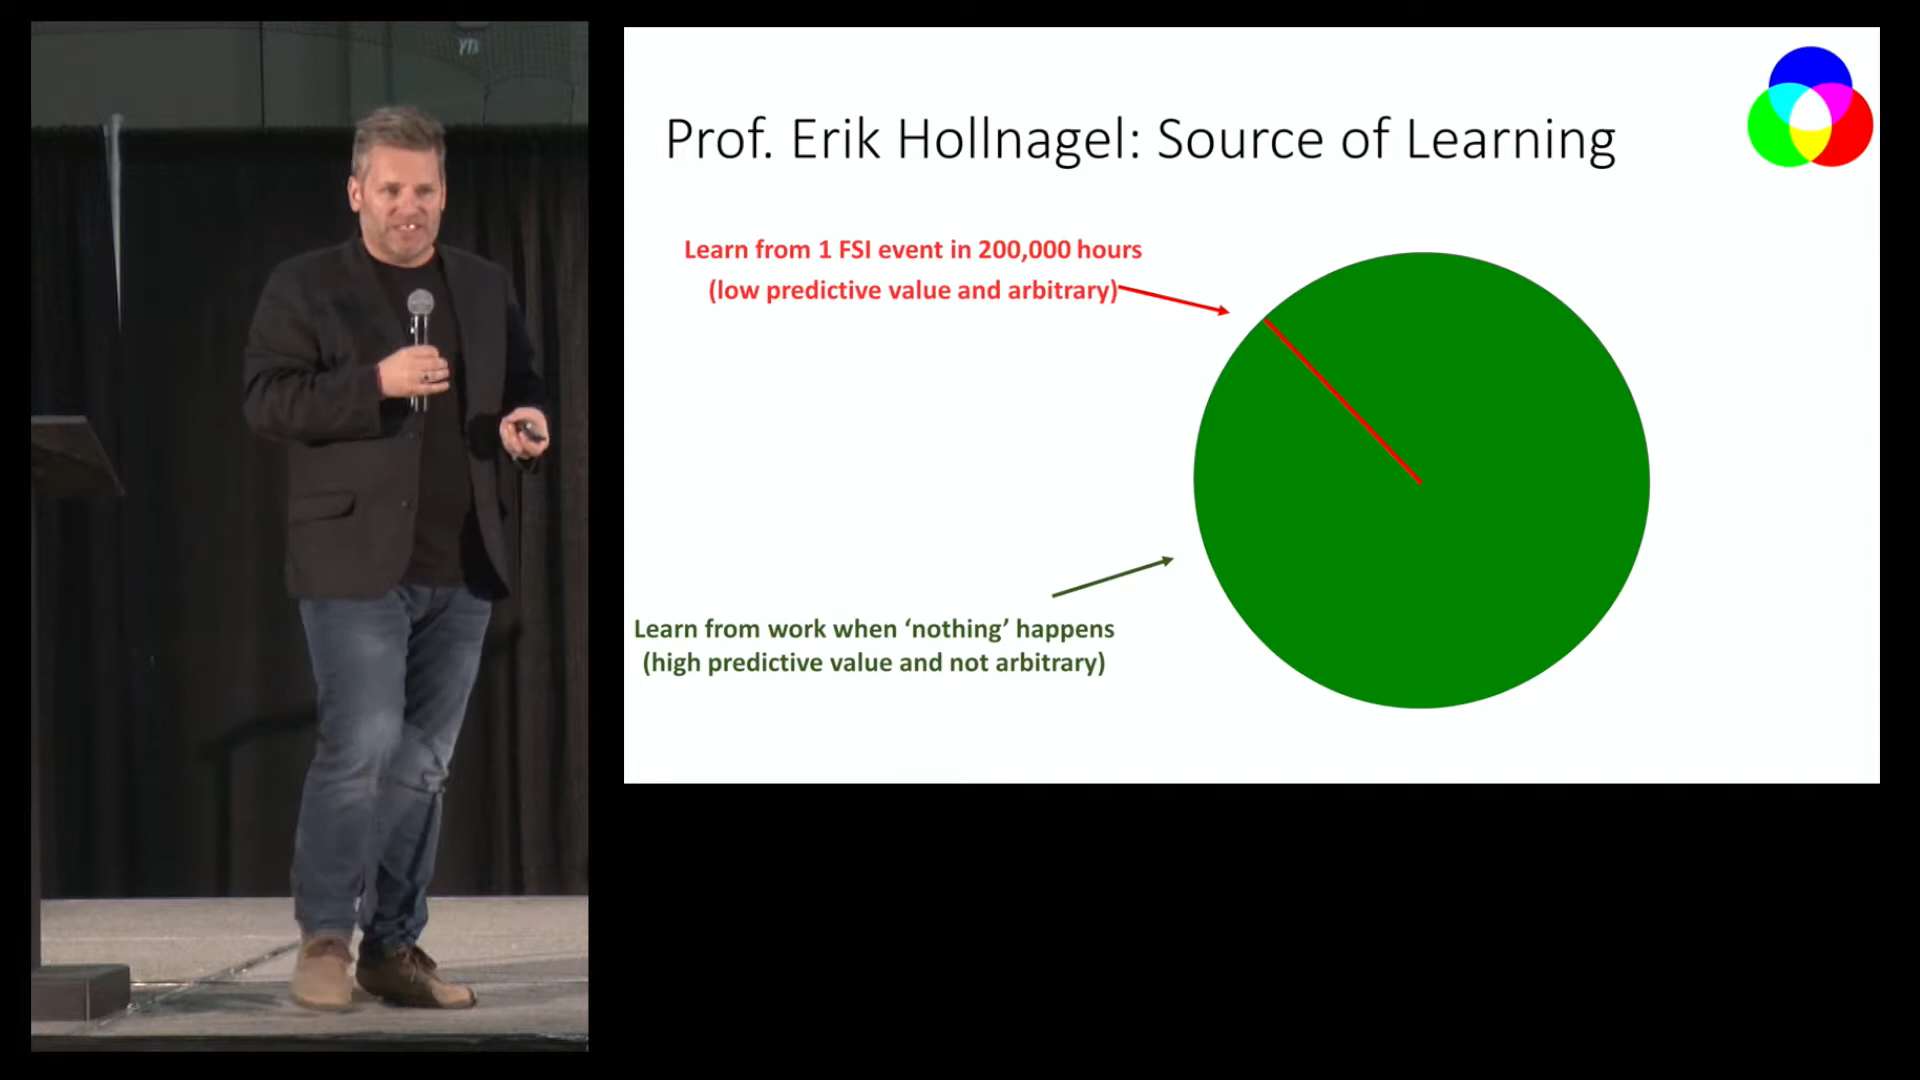 Prof. Erik Hollnagel: Source of Learning
Learn from 1 FSI event in 200,000 hours
(low predictive value and arbitrary)
Learn from work when ‘nothing’ happens
(high predictive value and not arbitrary)